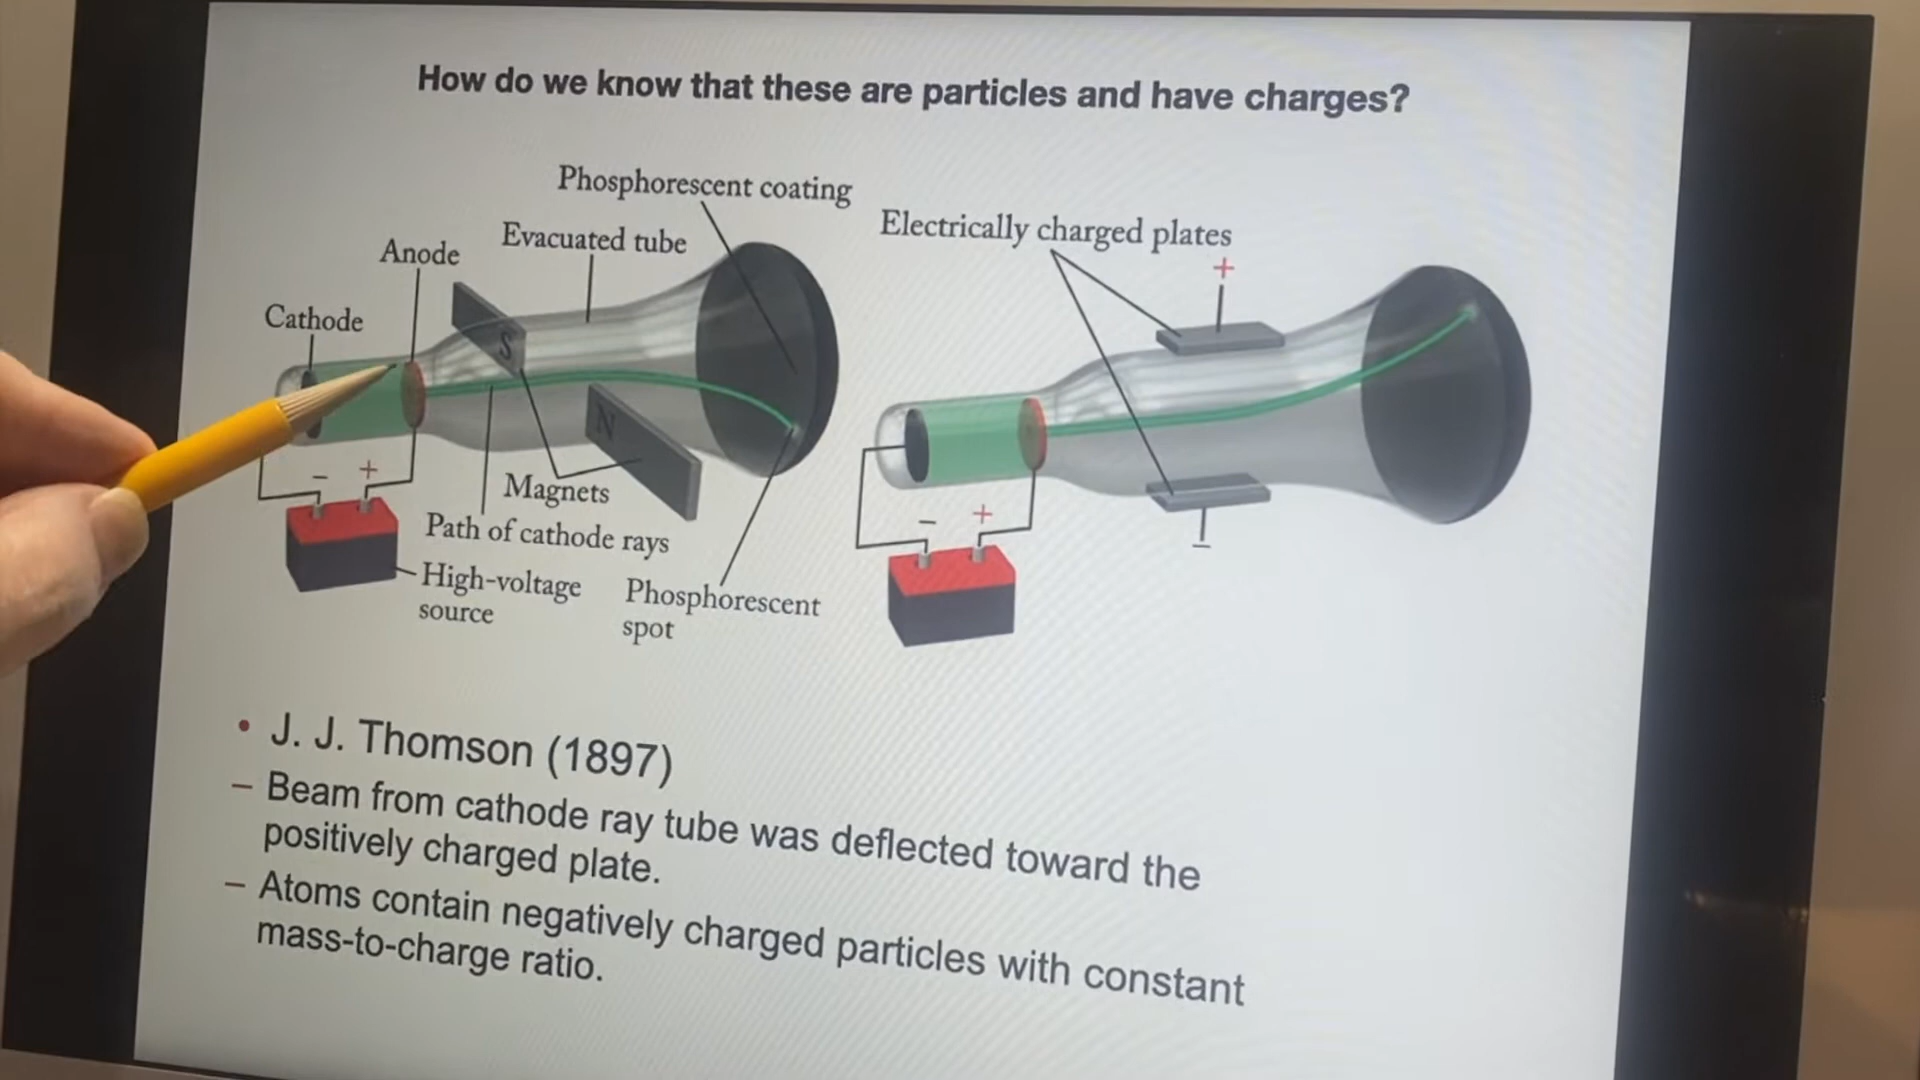 How do we know that these are particles and have charges?
Phosphorescent coating
Electrically charged plates
Evacuated tube
Anode
Cathode
+
S
N
− +
− +
−
Magnets
Path of cathode rays
High-voltage
source
Phosphorescent
spot
• J. J. Thomson (1897)
– Beam from cathode ray tube was deflected toward the
positively charged plate.
– Atoms contain negatively charged particles with constant
mass-to-charge ratio.